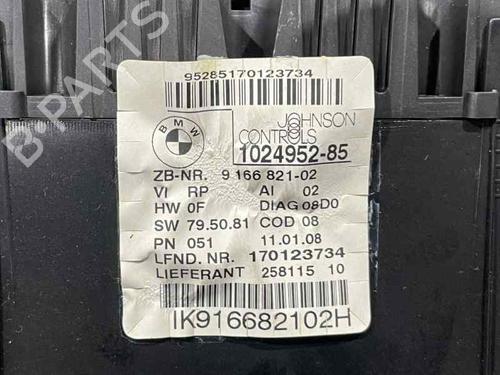 B PARTS
95285170123734
BMW
JOHNSON
CONTROLS
1024952-85
ZB-NR. 9 166 821-02
VI RP AI 02
HW 0F DIAG 08D0
SW 79.50.81 COD 08
PN 051 11.01.08
LFND. NR. 170123734
LIEFERANT 258115 10
IK916682102H